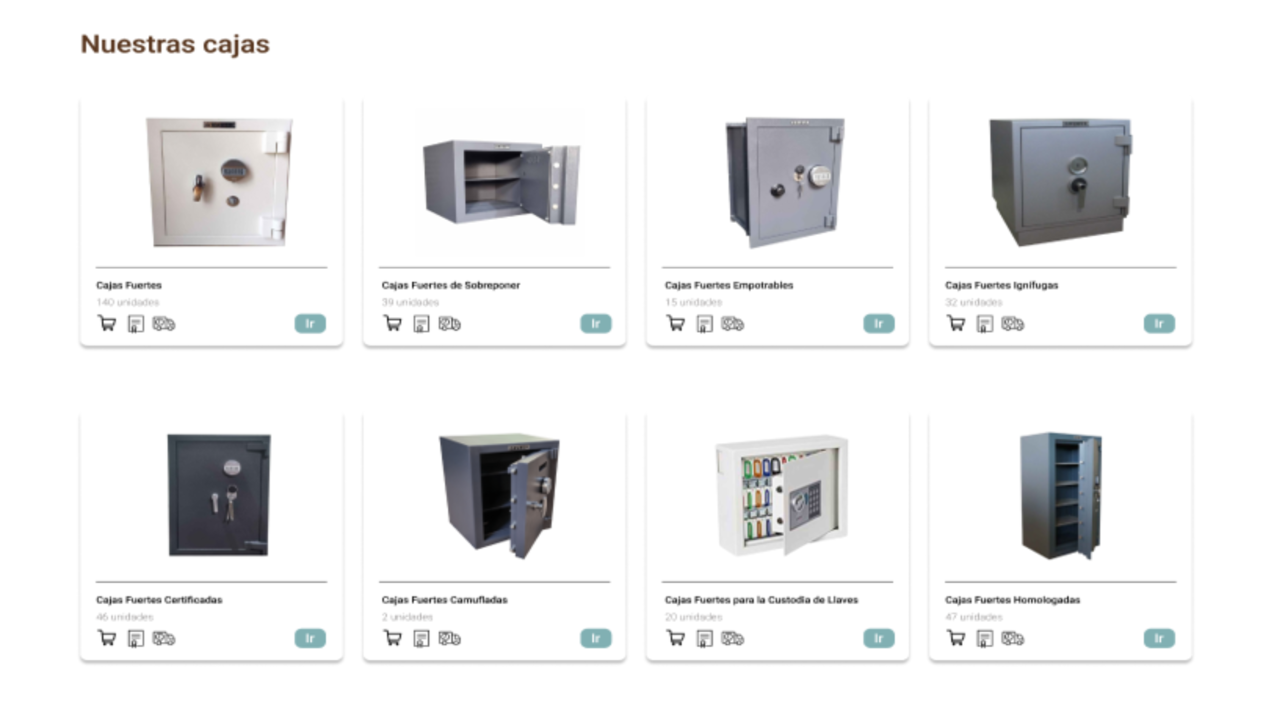 Nuestras cajas
Cajas Fuertes
140 unidades
Ir
Cajas Fuertes de Sobreponer
39 unidades
Ir
Cajas Fuertes Empotrables
15 unidades
Ir
Cajas Fuertes Ignífugas
32 unidades
Ir
Cajas Fuertes Certificadas
46 unidades
Ir
Cajas Fuertes Camufladas
2 unidades
Ir
Cajas Fuertes para la Custodia de Llaves
20 unidades
Ir
Cajas Fuertes Homologadas
47 unidades
Ir